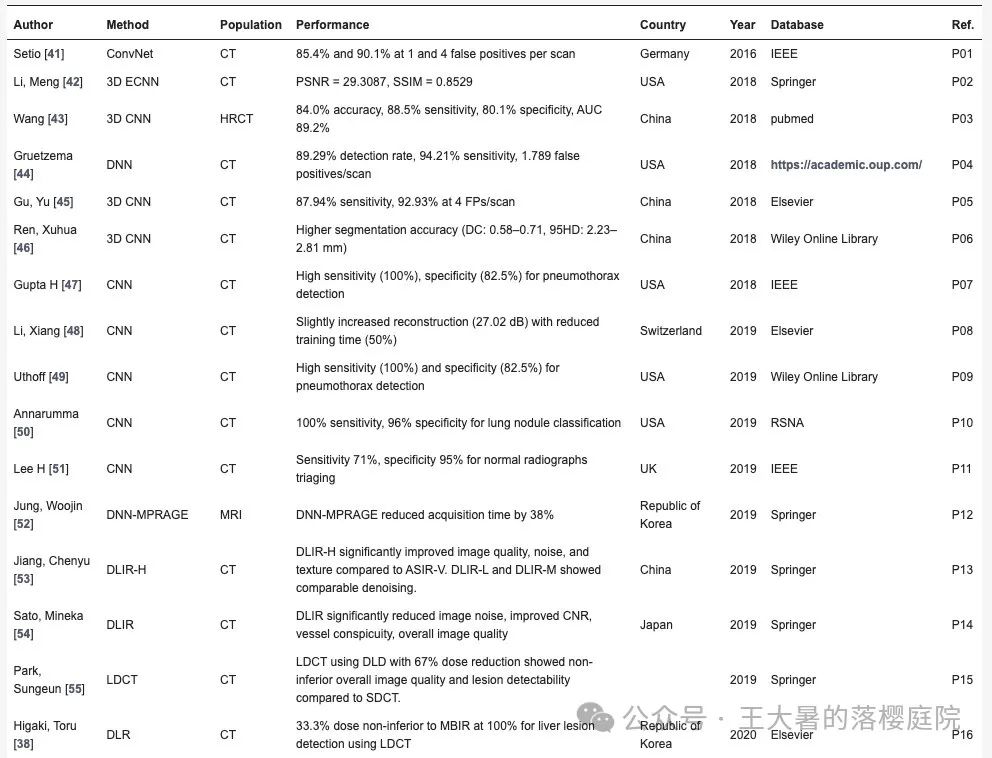 Author Method Population Performance Country Year Database Ref.
Setio [41] ConvNet CT 85.4% and 90.1% at 1 and 4 false positives per scan Germany 2016 IEEE P01
Li, Meng [42] 3D ECNN CT PSNR = 29.3087, SSIM = 0.8529 USA 2018 Springer P02
Wang [43] 3D CNN HRCT 84.0% accuracy, 88.5% sensitivity, 80.1% specificity, AUC China 2018 pubmed P03
89.2%
Gruetzema DNN CT 89.29% detection rate, 94.21% sensitivity, 1.789 false USA 2018 https://academic.oup.com/ P04
[44] positives/scan
Gu, Yu [45] 3D CNN CT 87.94% sensitivity, 92.93% at 4 FPs/scan China 2018 Elsevier P05
Ren, Xuhua 3D CNN CT Higher segmentation accuracy (DC: 0.58–0.71, 95HD: 2.23– China 2018 Wiley Online Library P06
[46] 2.81 mm)
Gupta H [47] CNN CT High sensitivity (100%), specificity (82.5%) for pneumothorax USA 2018 IEEE P07
detection
Li, Xiang [48] CNN CT Slightly increased reconstruction (27.02 dB) with reduced Switzerland 2019 Elsevier P08
training time (50%)
Uthoff [49] CNN CT High sensitivity (100%) and specificity (82.5%) for USA 2019 Wiley Online Library P09
pneumothorax detection
Annarumma CNN CT 100% sensitivity, 96% specificity for lung nodule classification USA 2019 RSNA P10
[50]
Lee H [51] CNN CT Sensitivity 71%, specificity 95% for normal radiographs UK 2019 IEEE P11
triaging
Jung, Woojin DNN-MPRAGE MRI DNN-MPRAGE reduced acquisition time by 38% Republic of 2019 Springer P12
[52] Korea
Jiang, Chenyu DLIR-H CT DLIR-H significantly improved image quality, noise, and China 2019 Springer P13
[53] texture compared to ASIR-V. DLIR-L and DLIR-M showed
comparable denoising.
Sato, Mineka DLIR CT DLIR significantly reduced image noise, improved CNR, Japan 2019 Springer P14
[54] vessel conspicuity, overall image quality
Park, LDCT CT LDCT using DLD with 67% dose reduction showed non- 2019 Springer P15
Sungeun [55] inferior overall image quality and lesion detectability
compared to SDCT.
Higaki, Toru DLR CT 33.3% dose non-inferior to MBIR at 100% for liver lesion Republic of 2020 Elsevier P16
[38] detection using LDCT Korea
公众号 · 王大暑的落樱庭院